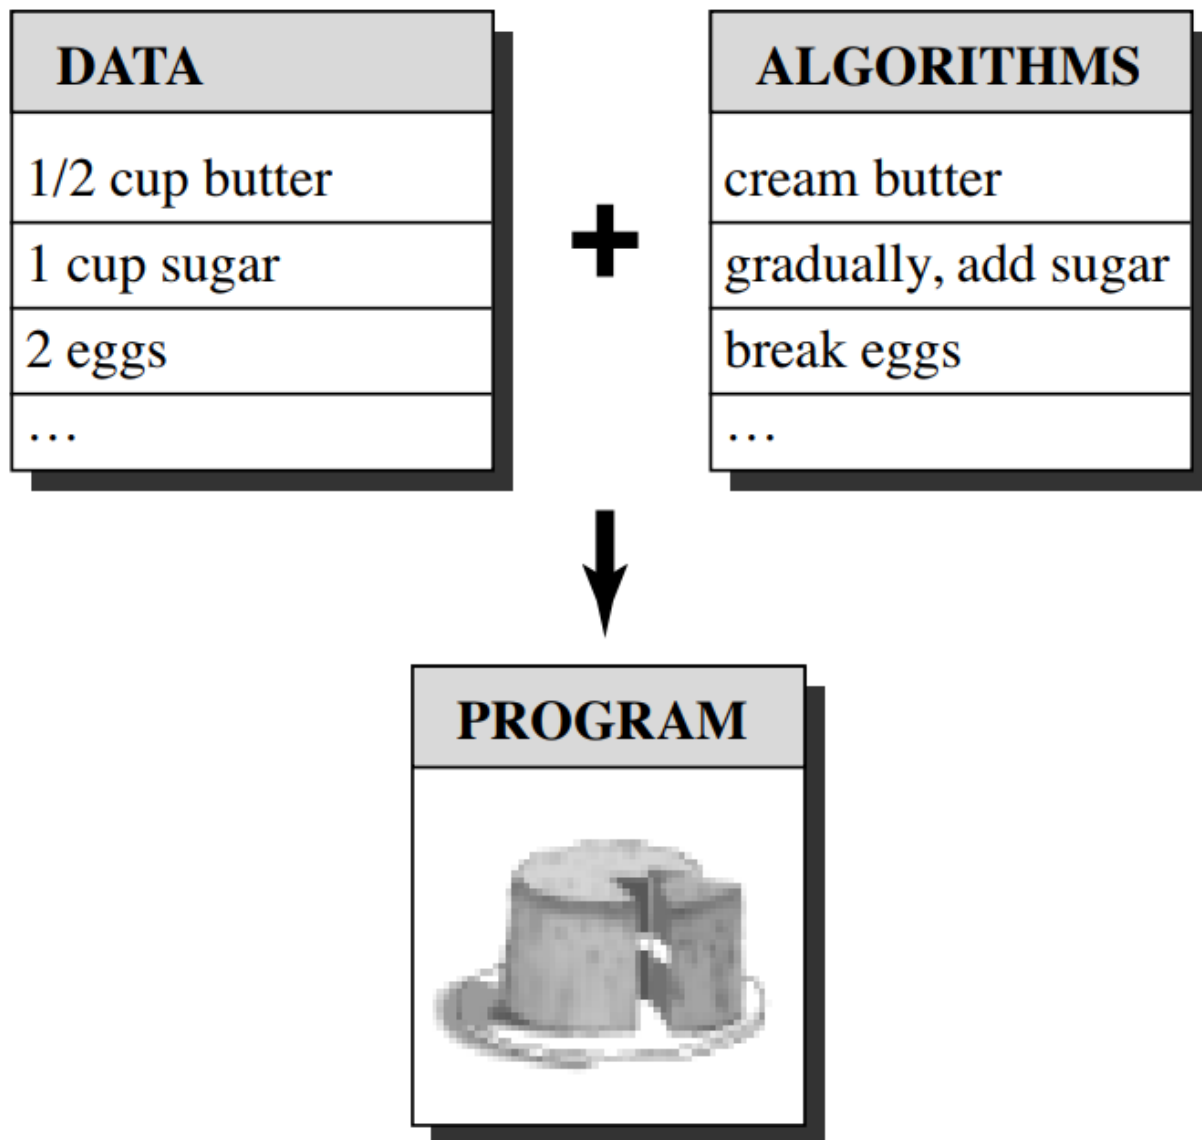 DATA
1/2 cup butter
1 cup sugar
2 eggs
…
+
ALGORITHMS
cream butter
gradually, add sugar
break eggs
…
PROGRAM